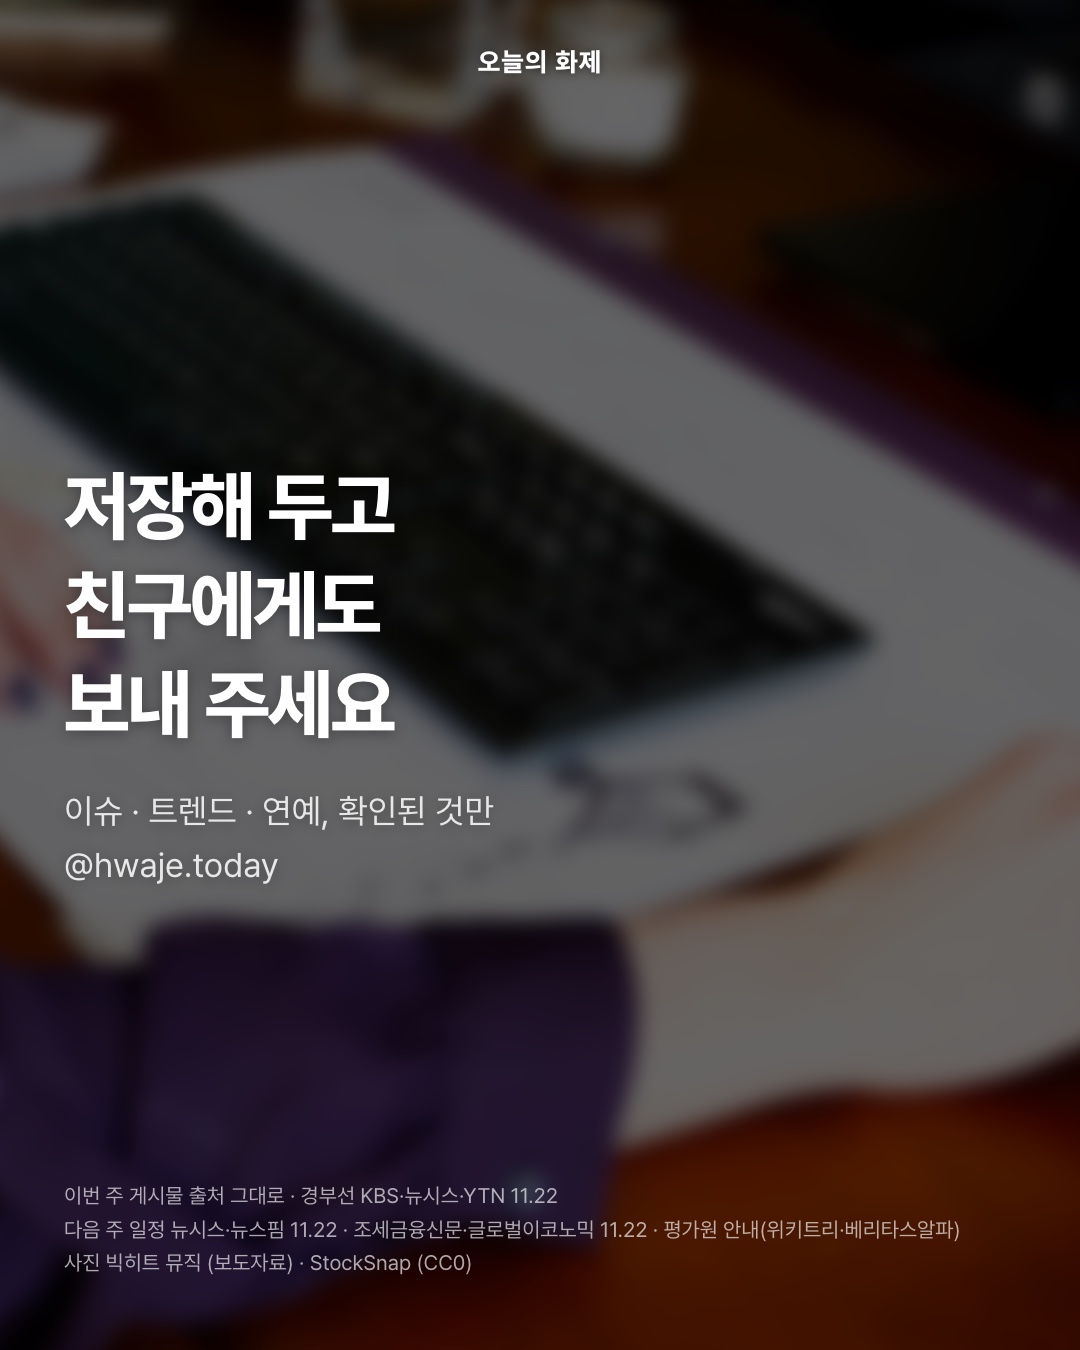 오늘의 화제
저장해 두고
친구에게도
보내 주세요
이슈 · 트렌드 · 연예, 확인된 것만
@hwaje.today
이번 주 게시물 출처 그대로 · 경부선 KBS·뉴시스·YTN 11.22
다음 주 일정 뉴시스·뉴스핌 11.22 · 조세금융신문·글로벌이코노믹 11.22 · 평가원 안내(위키트리·베리타스알파)
사진 빅히트 뮤직 (보도자료) · StockSnap (CC0)